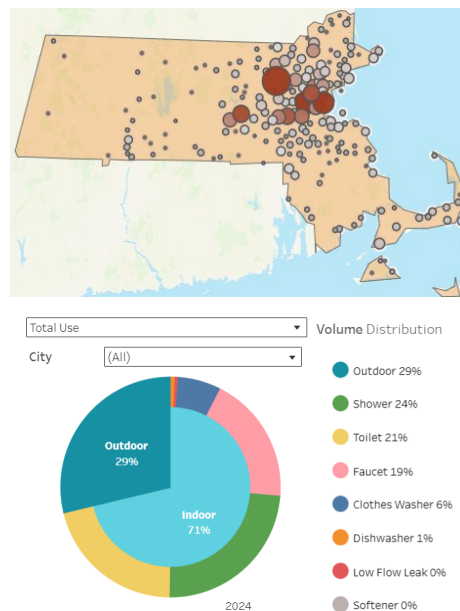 Total Use
Volume Distribution
City
(All)
Outdoor 29%
Shower 24%
Toilet 21%
Faucet 19%
Clothes Washer 6%
Dishwasher 1%
Low Flow Leak 0%
Softener 0%
Outdoor
29%
Indoor
71%
2024